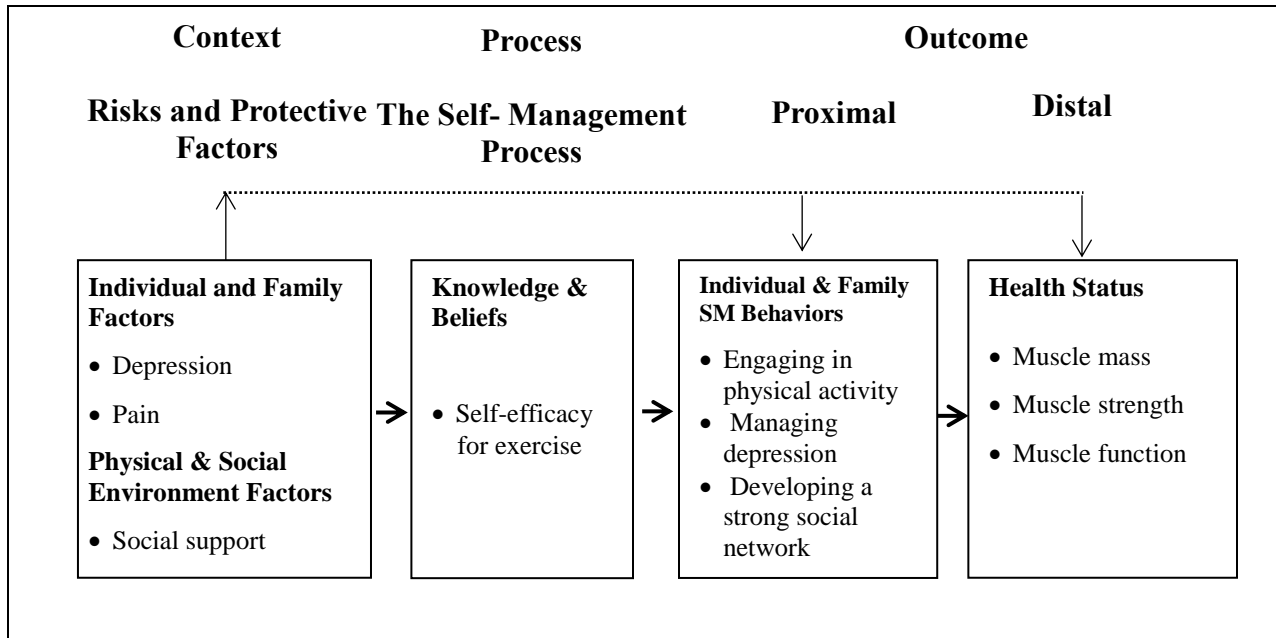 Context
Process
Outcome
Risks and Protective
Factors
The Self- Management
Process
Proximal
Distal
Individual and Family
Factors
• Depression
• Pain
Physical & Social
Environment Factors
• Social support
Knowledge &
Beliefs
• Self-efficacy
for exercise
Individual & Family
SM Behaviors
• Engaging in
physical activity
• Managing
depression
• Developing a
strong social
network
Health Status
• Muscle mass
• Muscle strength
• Muscle function